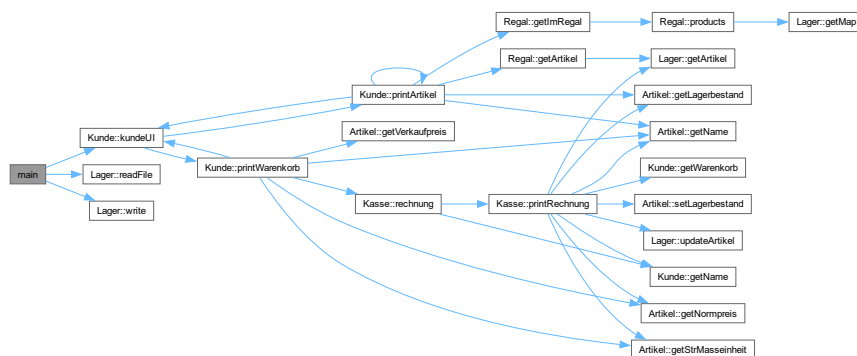 Regal::getImRegal
Regal::products
Lager::getMap
Regal::getArtikel
Lager::getArtikel
Kunde::printArtikel
Artikel::getLagerbestand
Artikel::getVerkaufpreis
Artikel::getName
Kunde::kundeUI
Kunde::printWarenkorb
Kunde::getWarenkorb
main
Lager::readFile
Kasse::rechnung
Kasse::printRechnung
Artikel::setLagerbestand
Lager::write
Lager::updateArtikel
Kunde::getName
Artikel::getNormpreis
Artikel::getStrMasseinheit